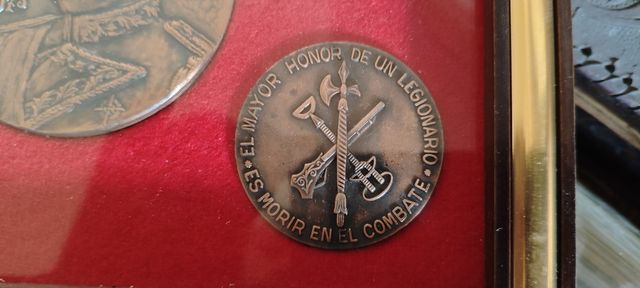 * EL MAYOR HONOR DE UN LEGIONARIO *
ES MORIR EN EL COMBATE